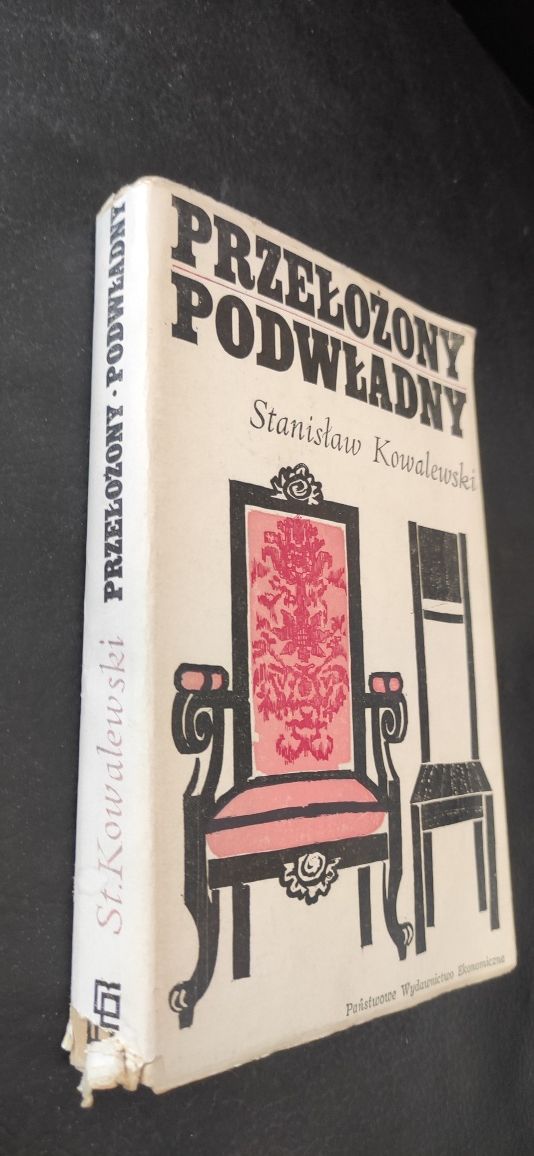 PRZEŁOŻONY
PODWŁADNY
Stanisław Kowalewski
Państwowe Wydawnictwo Ekonomiczne
St. Kowalewski PRZEŁOŻONY · PODWŁADNY